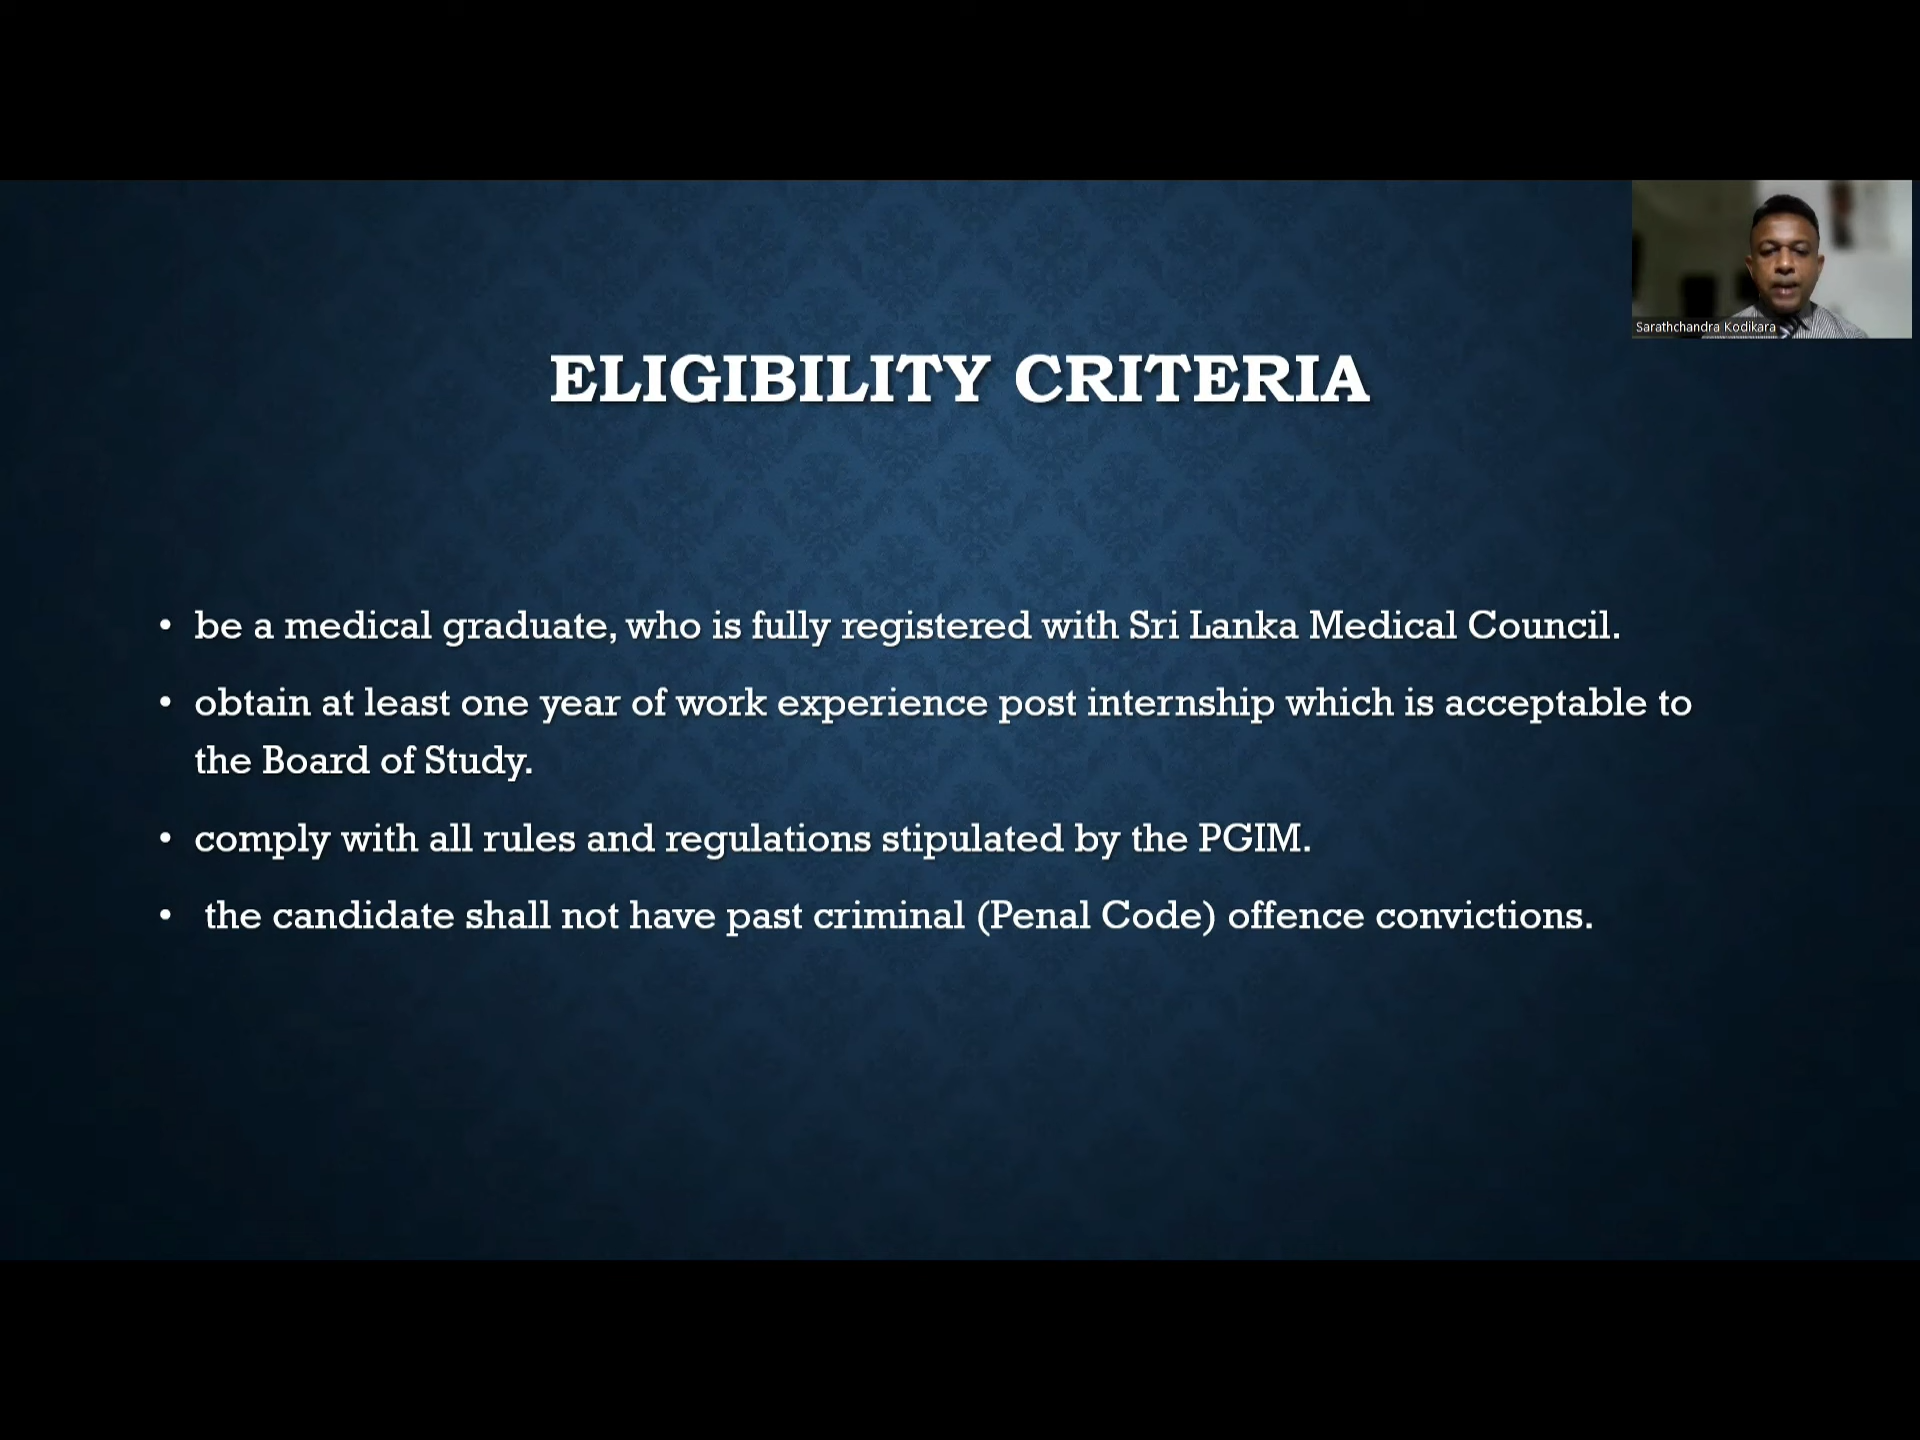 Sarathchandra Kodikara
ELIGIBILITY CRITERIA
• be a medical graduate, who is fully registered with Sri Lanka Medical Council.
• obtain at least one year of work experience post internship which is acceptable to
the Board of Study.
• comply with all rules and regulations stipulated by the PGIM.
• the candidate shall not have past criminal (Penal Code) offence convictions.